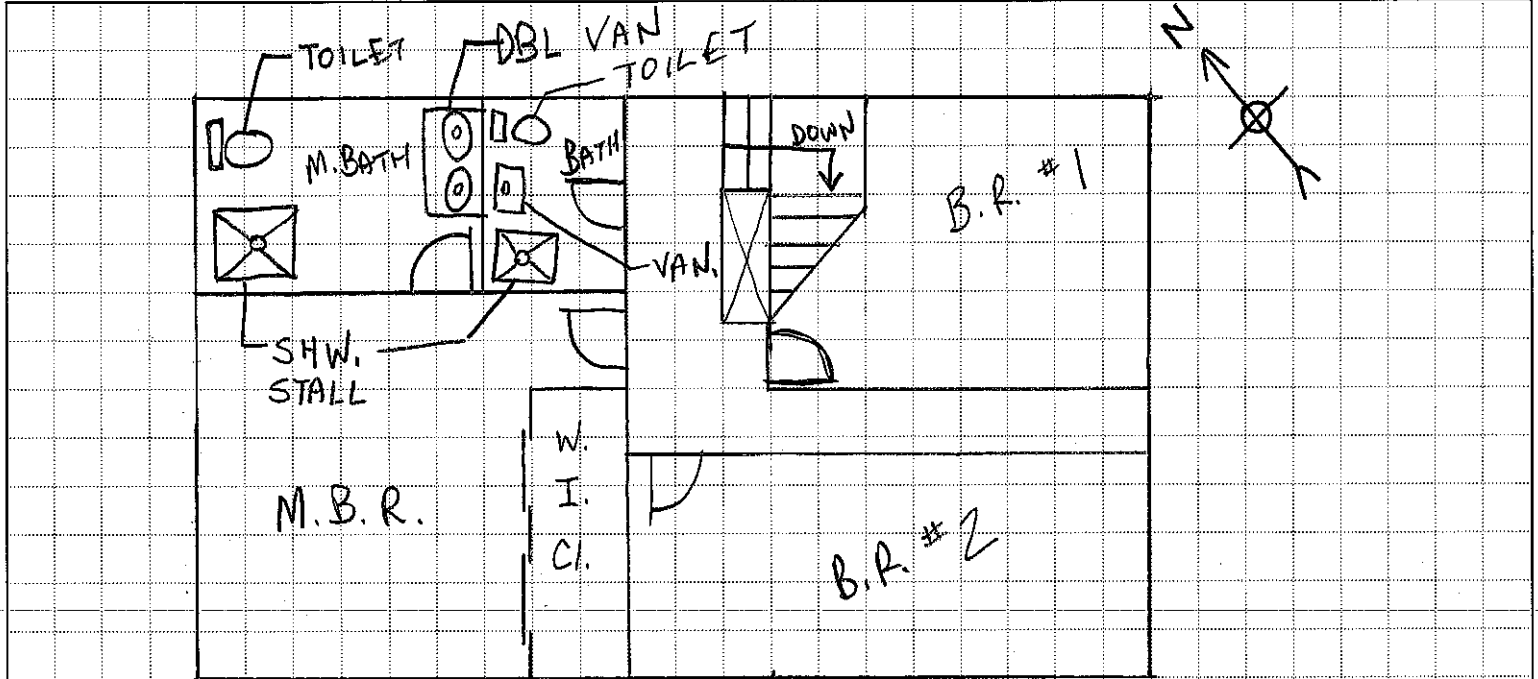 TOILET
DBL VAN
TOILET
N
M.BATH
BATH
DOWN
B.R. #1
VAN.
SHW.
STALL
W.
I.
Cl.
M.B.R.
B.R. #2